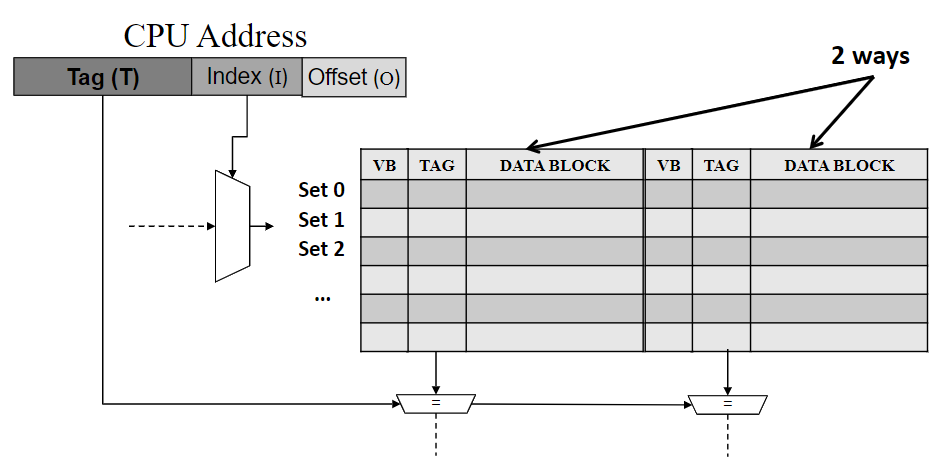 CPU Address
2 ways
Tag (T) Index (I) Offset (O)
VB TAG DATA BLOCK VB TAG DATA BLOCK
Set 0
Set 1
Set 2
...
= =